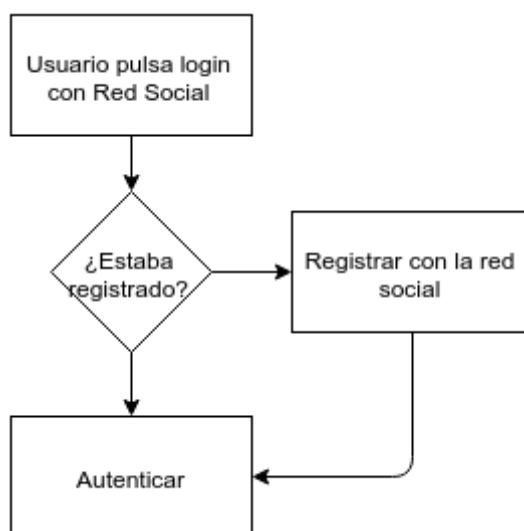 Usuario pulsa login
con Red Social
¿Estaba
registrado?
Registrar con la red
social
Autenticar